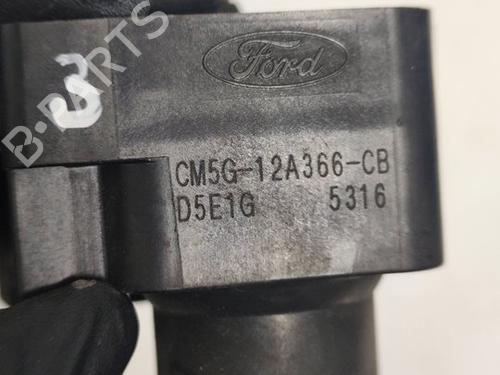 B-PARTS
3
Ford
CM5G-12A366-CB
D5E1G 5316